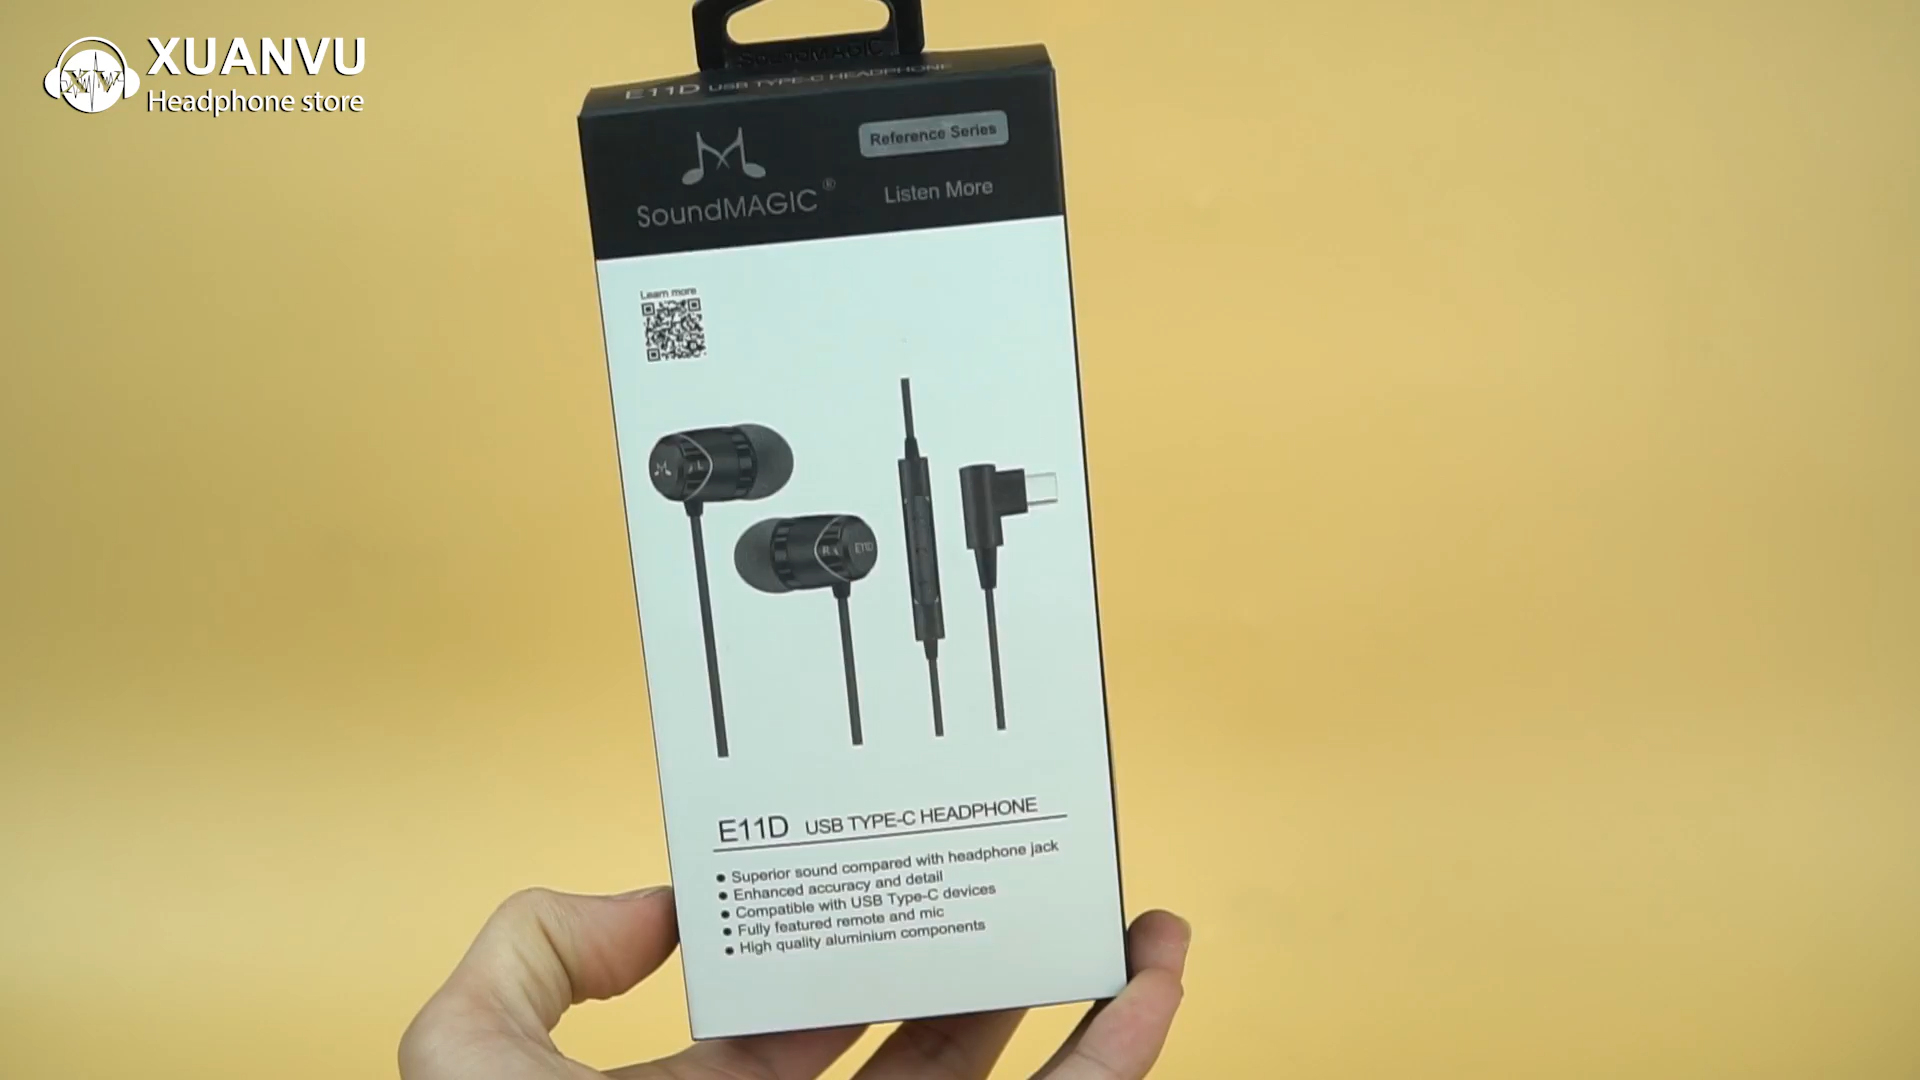 XUANVU
Headphone store
SoundMAGIC
E11D USB TYPE-C HEADPHONE
Reference Series
SoundMAGIC®
Listen More
Learn more
L
R
E11D
E11D USB TYPE-C HEADPHONE
• Superior sound compared with headphone jack
• Enhanced accuracy and detail
• Compatible with USB Type-C devices
• Fully featured remote and mic
• High quality aluminium components